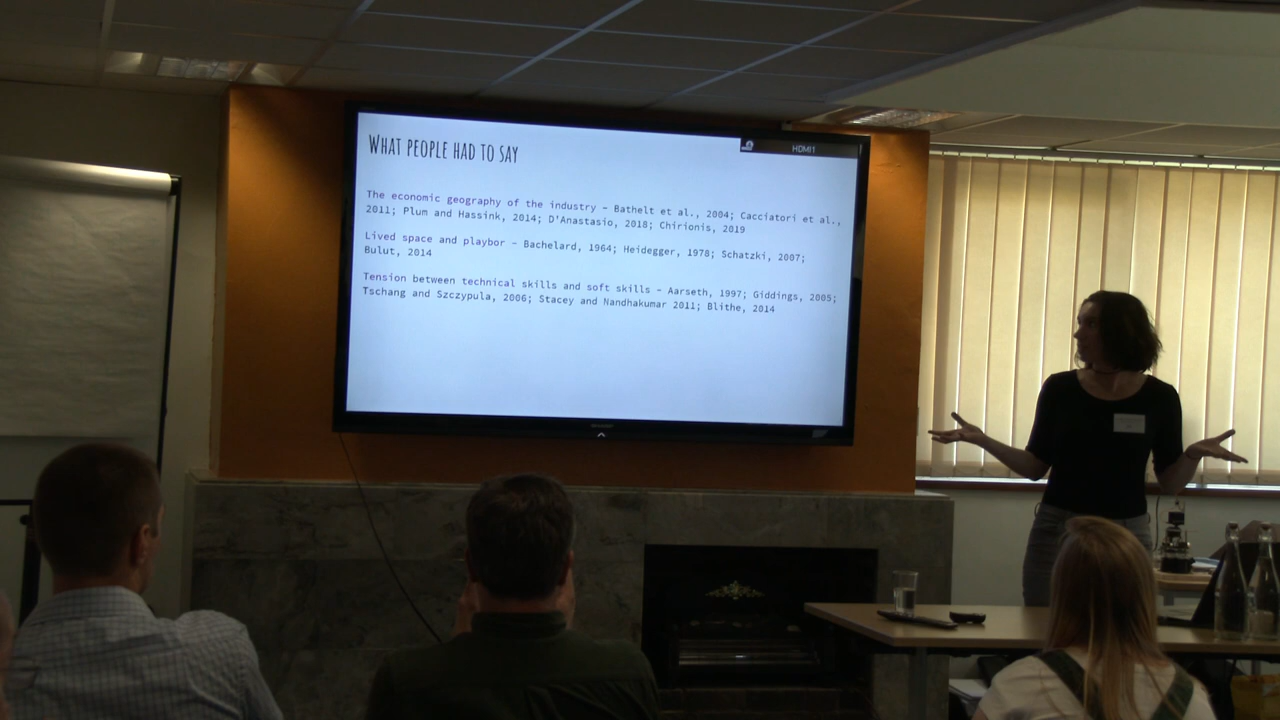 What people had to say
HDMI1
The economic geography of the industry – Bathelt et al., 2004; Cacciatori et al.,
2011; Plum and Hassink, 2014; D'Anastasio, 2018; Chirionis, 2019
Lived space and playbor – Bachelard, 1964; Heidegger, 1978; Schatzki, 2007;
Bulut, 2014
Tension between technical skills and soft skills – Aarseth, 1997; Giddings, 2005;
Tschang and Szczypula, 2006; Stacey and Nandhakumar 2011; Blithe, 2014
SHARP